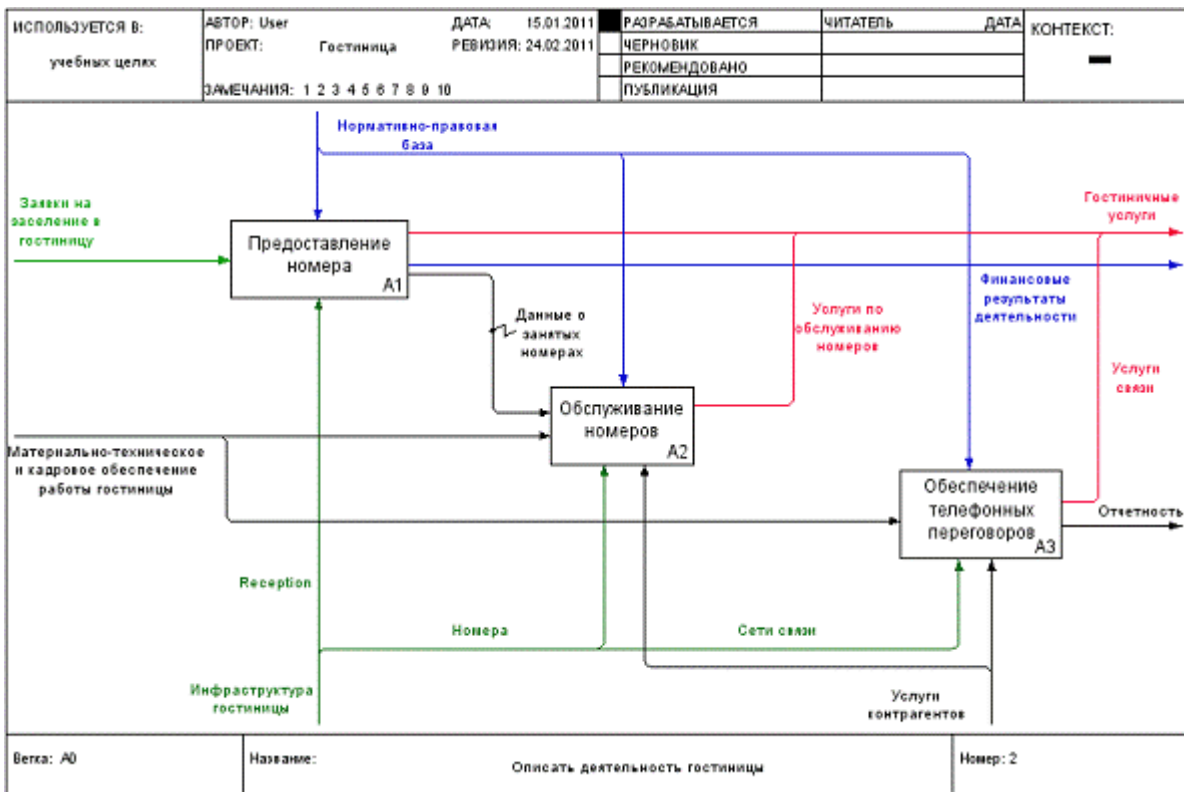 ИСПОЛЬЗУЕТСЯ В:
учебных целях
АВТОР: User
ДАТА: 15.01.2011
ПРОЕКТ: Гостиница
РЕВИЗИЯ: 24.02.2011
ЗАМЕЧАНИЯ: 1 2 3 4 5 6 7 8 9 10
РАЗРАБАТЫВАЕТСЯ
ЧЕРНОВИК
РЕКОМЕНДОВАНО
ПУБЛИКАЦИЯ
ЧИТАТЕЛЬ
ДАТА
КОНТЕКСТ:
Нормативно-правовая
база
Заявки на
заселение в
гостиницу
Предоставление
номера
A1
Гостиничные
услуги
Финансовые
результаты
деятельности
Данные о
занятых
номерах
Услуги по
обслуживанию
номеров
Услуги
связи
Обслуживание
номеров
A2
Материально-техническое
и кадровое обеспечение
работы гостиницы
Обеспечение
телефонных
переговоров
A3
Отчетность
Reception
Номера
Сети связи
Инфраструктура
гостиницы
Услуги
контрагентов
Ветка: A0
Название:
Описать деятельность гостиницы
Номер: 2